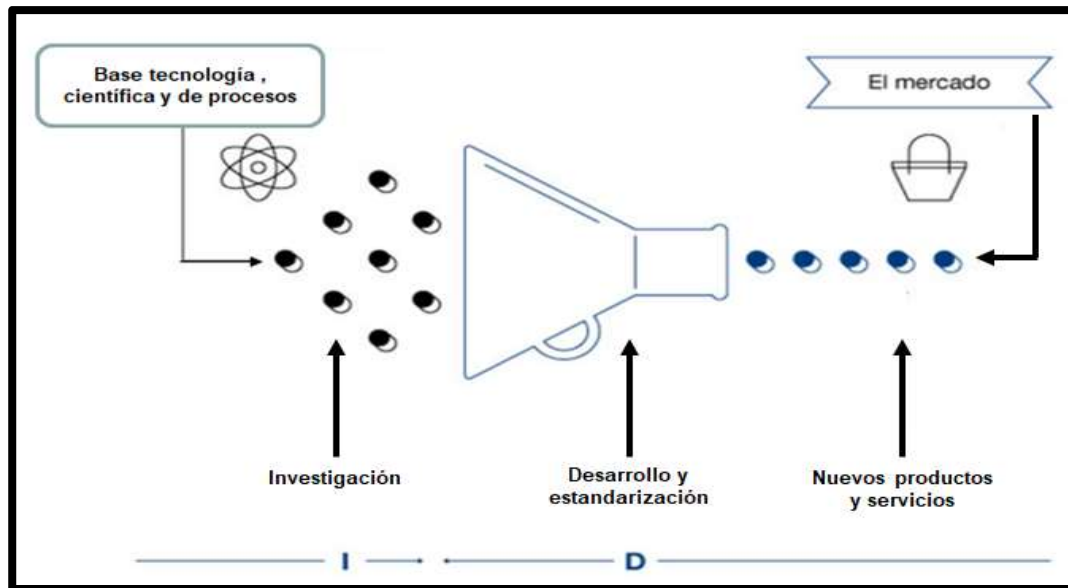 Base tecnología ,
científica y de procesos
El mercado
Investigación
Desarrollo y
estandarización
Nuevos productos
y servicios
I
D